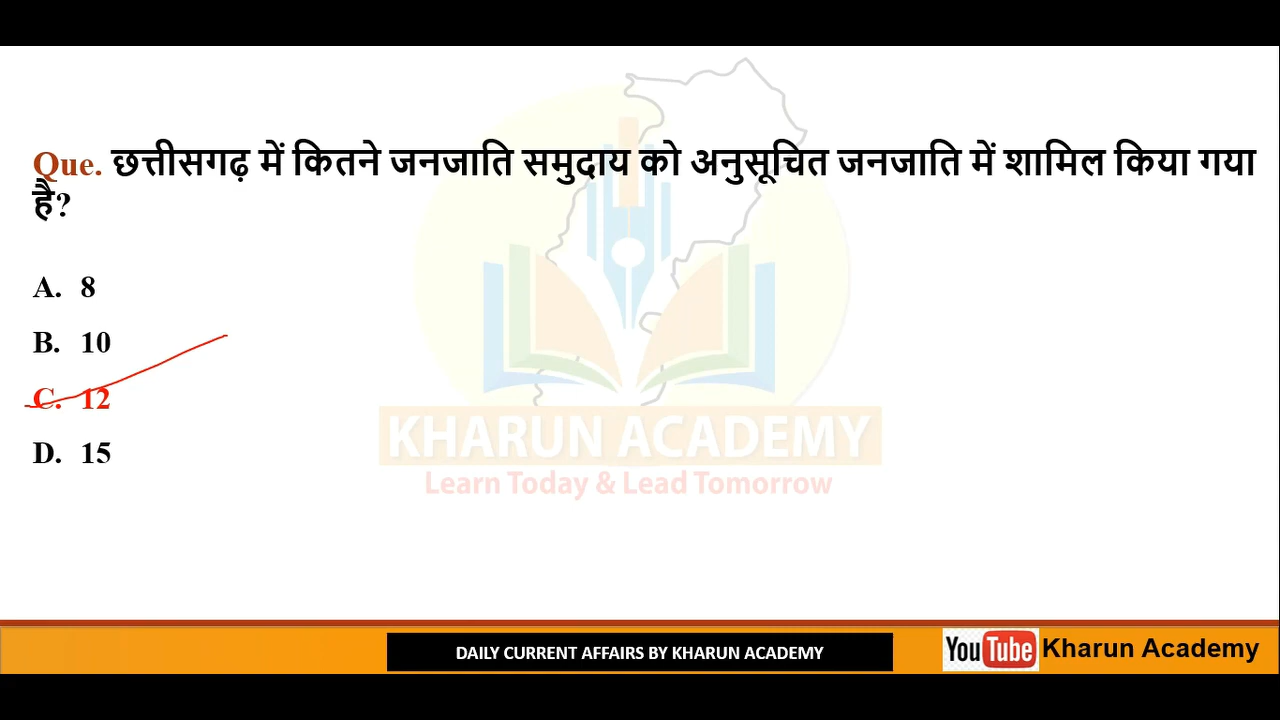 Que. छत्तीसगढ़ में कितने जनजाति समुदाय को अनुसूचित जनजाति में शामिल किया गया
है?
A. 8
B. 10
C. 12
D. 15
KHARUN ACADEMY
Learn Today & Lead Tomorrow
DAILY CURRENT AFFAIRS BY KHARUN ACADEMY
YouTube Kharun Academy